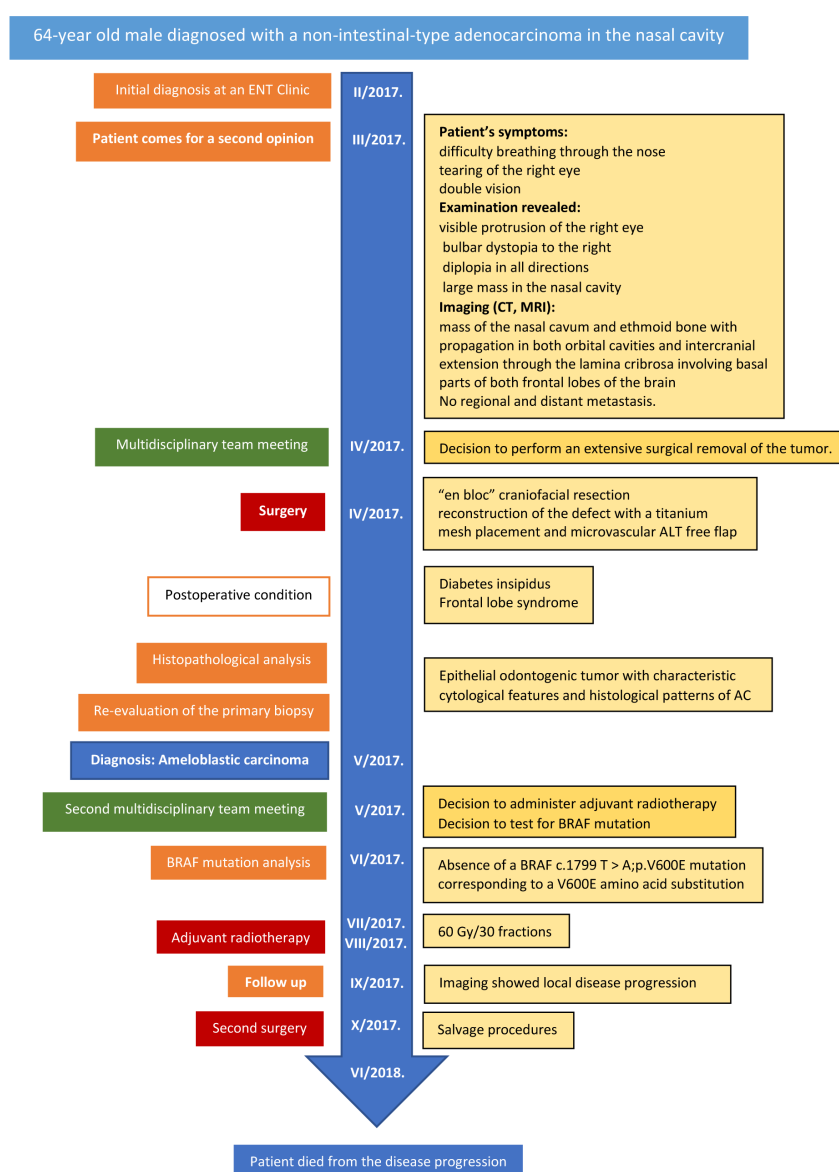 64-year old male diagnosed with a non-intestinal-type adenocarcinoma in the nasal cavity
Initial diagnosis at an ENT Clinic
II/2017.
Patient comes for a second opinion
III/2017.
Patient’s symptoms:
difficulty breathing through the nose
tearing of the right eye
double vision
Examination revealed:
visible protrusion of the right eye
bulbar dystopia to the right
diplopia in all directions
large mass in the nasal cavity
Imaging (CT, MRI):
mass of the nasal cavum and ethmoid bone with
propagation in both orbital cavities and intercranial
extension through the lamina cribrosa involving basal
parts of both frontal lobes of the brain
No regional and distant metastasis.
Multidisciplinary team meeting
IV/2017.
Decision to perform an extensive surgical removal of the tumor.
Surgery
IV/2017.
“en bloc” craniofacial resection
reconstruction of the defect with a titanium
mesh placement and microvascular ALT free flap
Postoperative condition
Diabetes insipidus
Frontal lobe syndrome
Histopathological analysis
Re-evaluation of the primary biopsy
Epithelial odontogenic tumor with characteristic
cytological features and histological patterns of AC
Diagnosis: Ameloblastic carcinoma
V/2017.
Second multidisciplinary team meeting
V/2017.
Decision to administer adjuvant radiotherapy
Decision to test for BRAF mutation
BRAF mutation analysis
VI/2017.
Absence of a BRAF c.1799 T > A;p.V600E mutation
corresponding to a V600E amino acid substitution
Adjuvant radiotherapy
VII/2017.
VIII/2017.
60 Gy/30 fractions
Follow up
IX/2017.
Imaging showed local disease progression
Second surgery
X/2017.
Salvage procedures
VI/2018.
Patient died from the disease progression